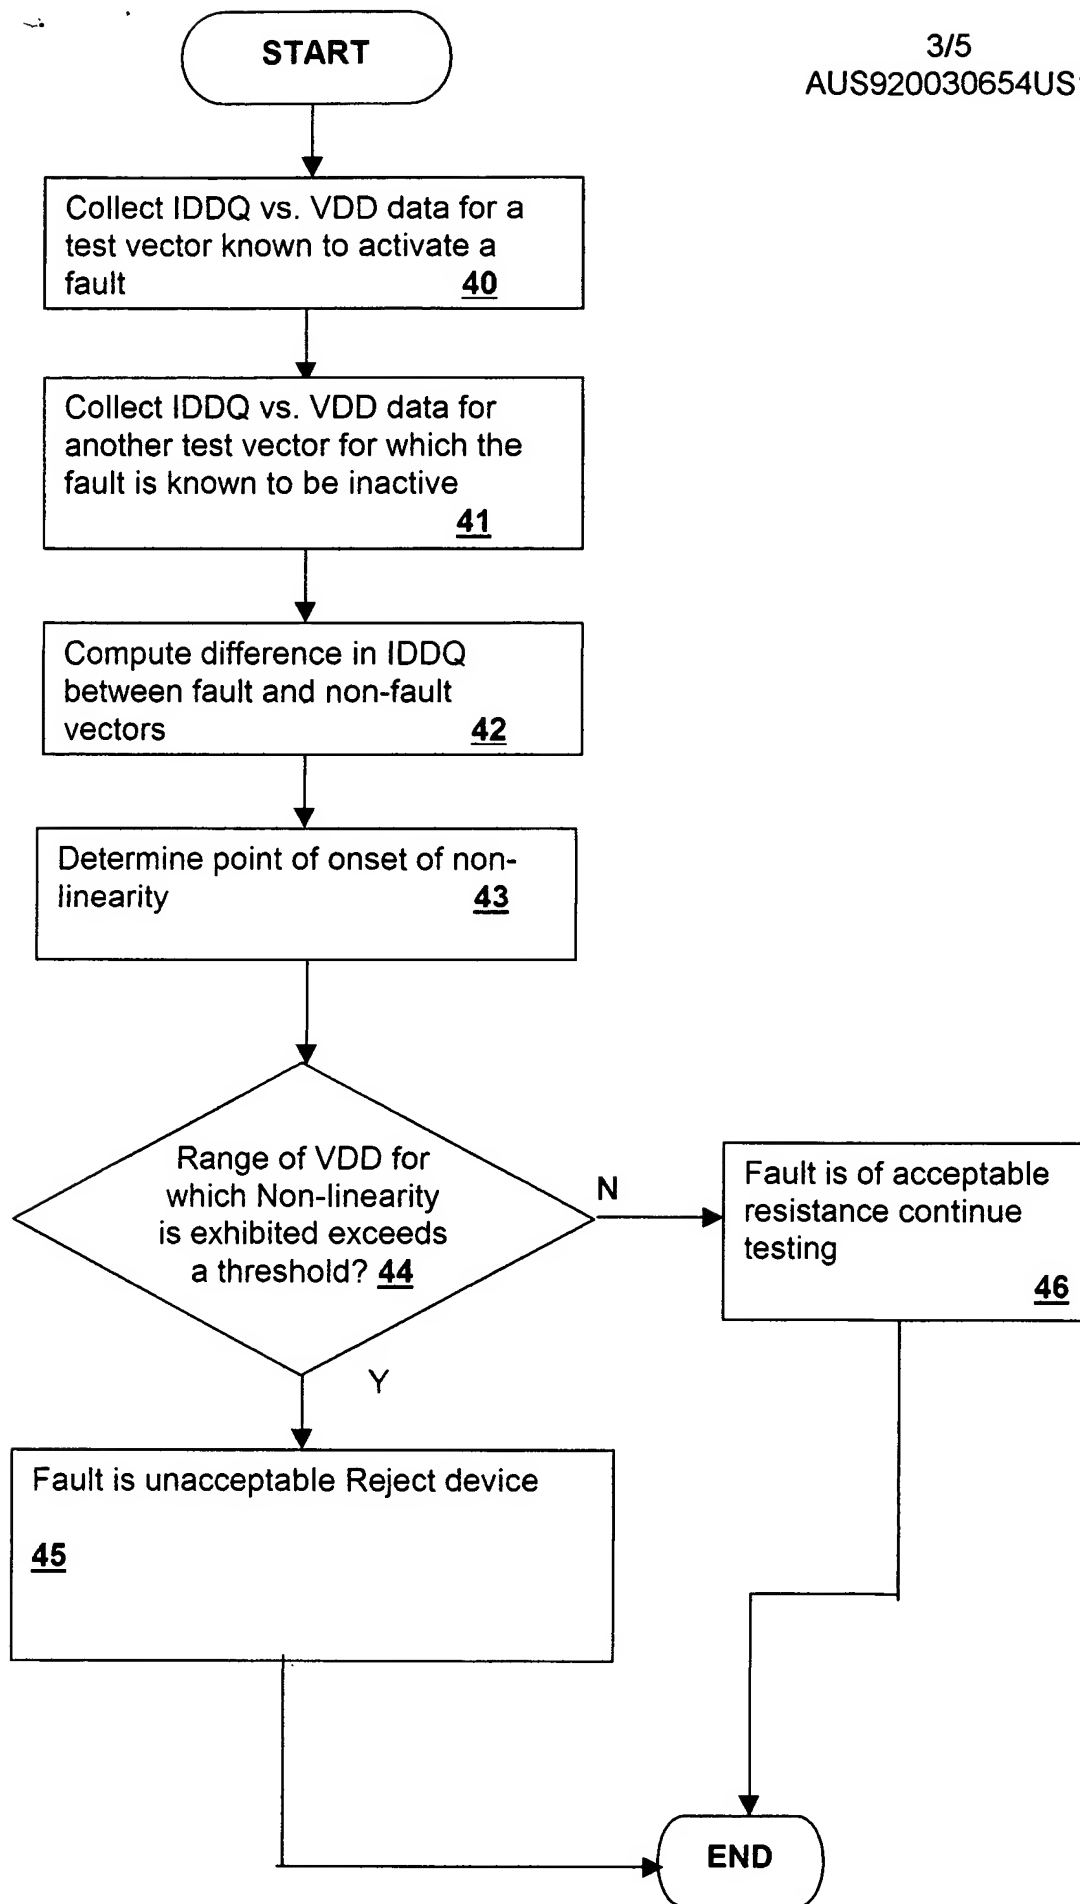 START
3/5
AUS920030654US1
Collect IDDQ vs. VDD data for a
test vector known to activate a
fault 40
Collect IDDQ vs. VDD data for
another test vector for which the
fault is known to be inactive
41
Compute difference in IDDQ
between fault and non-fault
vectors 42
Determine point of onset of non-
linearity 43
Range of VDD for
which Non-linearity
is exhibited exceeds
a threshold? 44
N
Fault is of acceptable
resistance continue
testing
46
Y
Fault is unacceptable Reject device
45
END